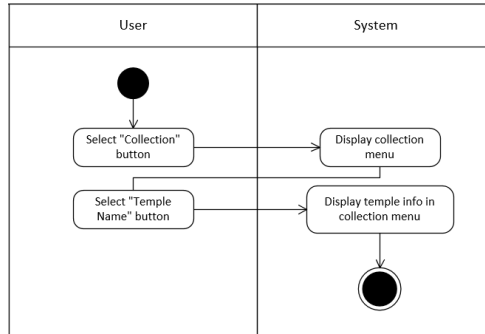 User
System
Select "Collection"
button
Display collection
menu
Select "Temple
Name" button
Display temple info in
collection menu